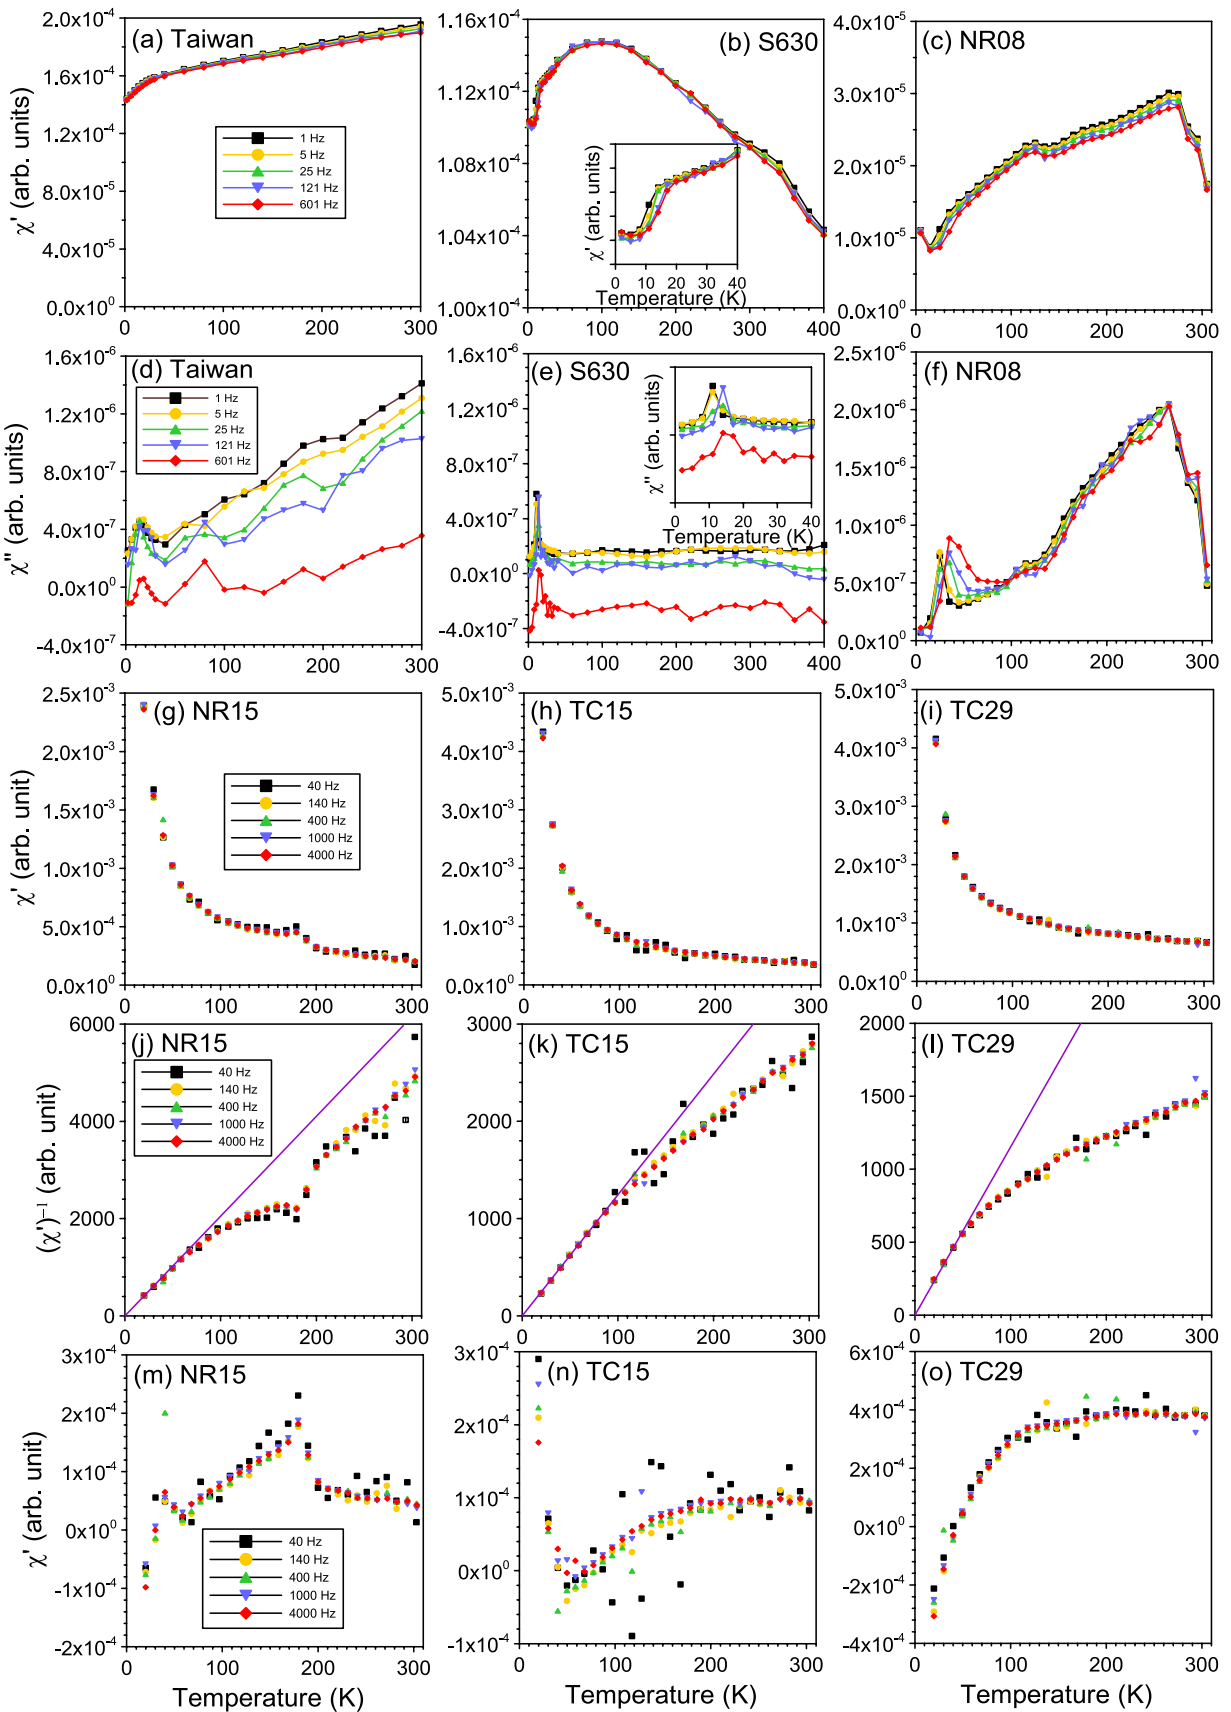 (a) Taiwan
χ' (arb. units)
2.0x10⁻⁴
1.6x10⁻⁴
1.2x10⁻⁴
8.0x10⁻⁵
4.0x10⁻⁵
0.0x10⁰
1 Hz
5 Hz
25 Hz
121 Hz
601 Hz
0 100 200 300
(b) S630
1.16x10⁻⁴
1.12x10⁻⁴
1.08x10⁻⁴
1.04x10⁻⁴
1.00x10⁻⁴
χ' (arb. units)
0 10 20 30 40
Temperature (K)
0 100 200 300 400
(c) NR08
4.0x10⁻⁵
3.0x10⁻⁵
2.0x10⁻⁵
1.0x10⁻⁵
0.0x10⁰
0 100 200 300
(d) Taiwan
χ'' (arb. units)
1.6x10⁻⁶
1.2x10⁻⁶
8.0x10⁻⁷
4.0x10⁻⁷
0.0x10⁰
-4.0x10⁻⁷
1 Hz
5 Hz
25 Hz
121 Hz
601 Hz
0 100 200 300
(e) S630
1.6x10⁻⁶
1.2x10⁻⁶
8.0x10⁻⁷
4.0x10⁻⁷
0.0x10⁰
-4.0x10⁻⁷
χ'' (arb. units)
0 10 20 30 40
Temperature (K)
0 100 200 300 400
(f) NR08
2.5x10⁻⁶
2.0x10⁻⁶
1.5x10⁻⁶
1.0x10⁻⁶
5.0x10⁻⁷
0.0x10⁰
0 100 200 300
(g) NR15
χ' (arb. unit)
2.5x10⁻³
2.0x10⁻³
1.5x10⁻³
1.0x10⁻³
5.0x10⁻⁴
0.0x10⁰
40 Hz
140 Hz
400 Hz
1000 Hz
4000 Hz
0 100 200 300
(h) TC15
5.0x10⁻³
4.0x10⁻³
3.0x10⁻³
2.0x10⁻³
1.0x10⁻³
0.0x10⁰
0 100 200 300
(i) TC29
5.0x10⁻³
4.0x10⁻³
3.0x10⁻³
2.0x10⁻³
1.0x10⁻³
0.0x10⁰
0 100 200 300
(j) NR15
(χ')⁻¹ (arb. unit)
6000
4000
2000
0
40 Hz
140 Hz
400 Hz
1000 Hz
4000 Hz
0 100 200 300
(k) TC15
3000
2000
1000
0
0 100 200 300
(l) TC29
2000
1500
1000
500
0
0 100 200 300
(m) NR15
χ' (arb. unit)
3x10⁻⁴
2x10⁻⁴
1x10⁻⁴
0x10⁰
-1x10⁻⁴
-2x10⁻⁴
40 Hz
140 Hz
400 Hz
1000 Hz
4000 Hz
0 100 200 300
Temperature (K)
(n) TC15
3x10⁻⁴
2x10⁻⁴
1x10⁻⁴
0x10⁰
-1x10⁻⁴
0 100 200 300
Temperature (K)
(o) TC29
6x10⁻⁴
4x10⁻⁴
2x10⁻⁴
0x10⁰
-2x10⁻⁴
-4x10⁻⁴
0 100 200 300
Temperature (K)